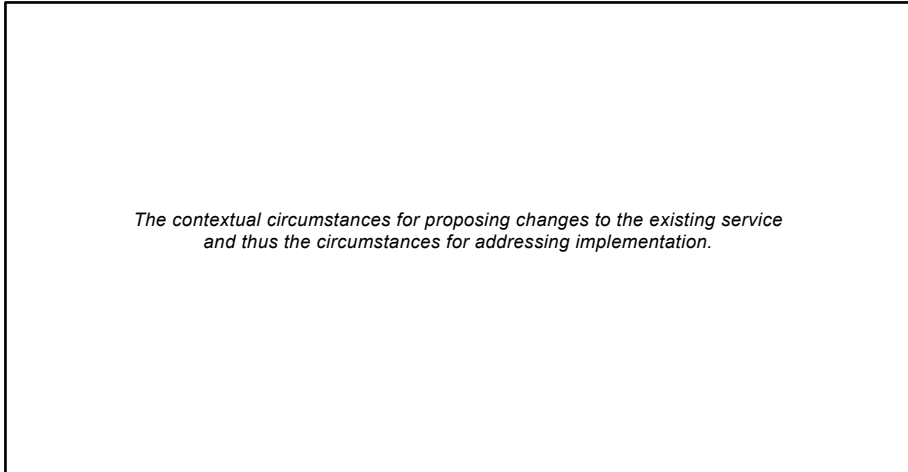 The contextual circumstances for proposing changes to the existing service
and thus the circumstances for addressing implementation.